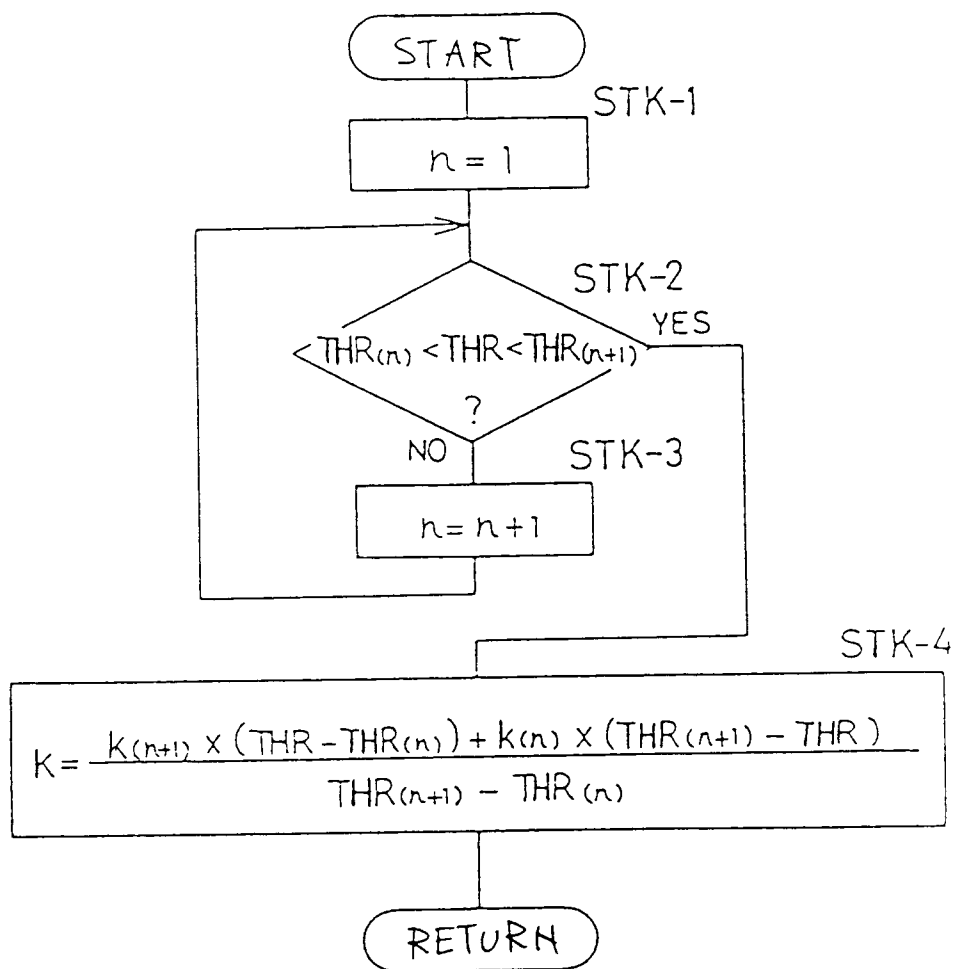 START
STK-1
n = 1
STK-2
YES
THR(n) < THR < THR(n+1)
?
NO
STK-3
n = n+1
STK-4
K = k(n+1) × (THR - THR(n)) + k(n) × (THR(n+1) - THR)
THR(n+1) - THR(n)
RETURN